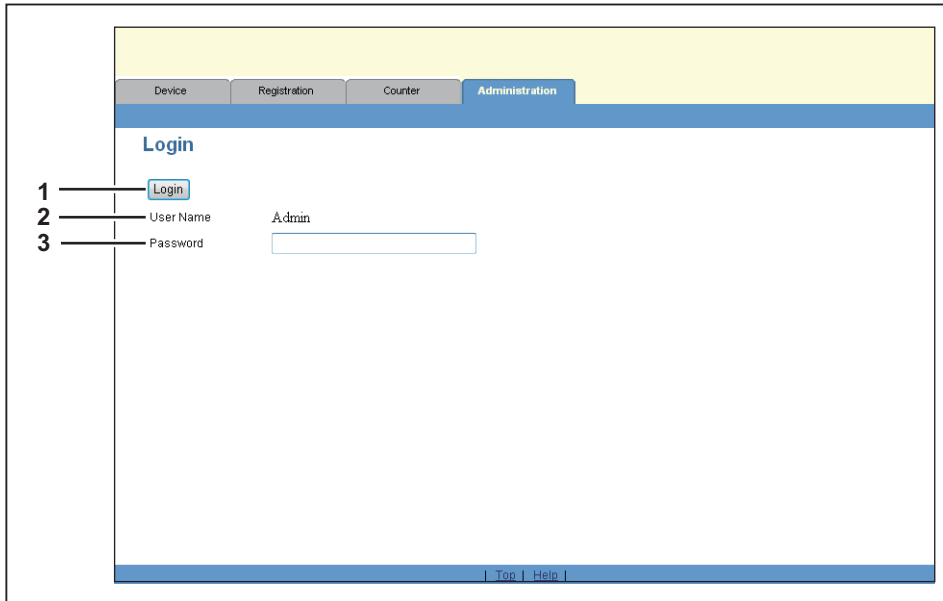 Device Registration Counter Administration
Login
1 Login
2 User Name Admin
3 Password
| Top | Help |